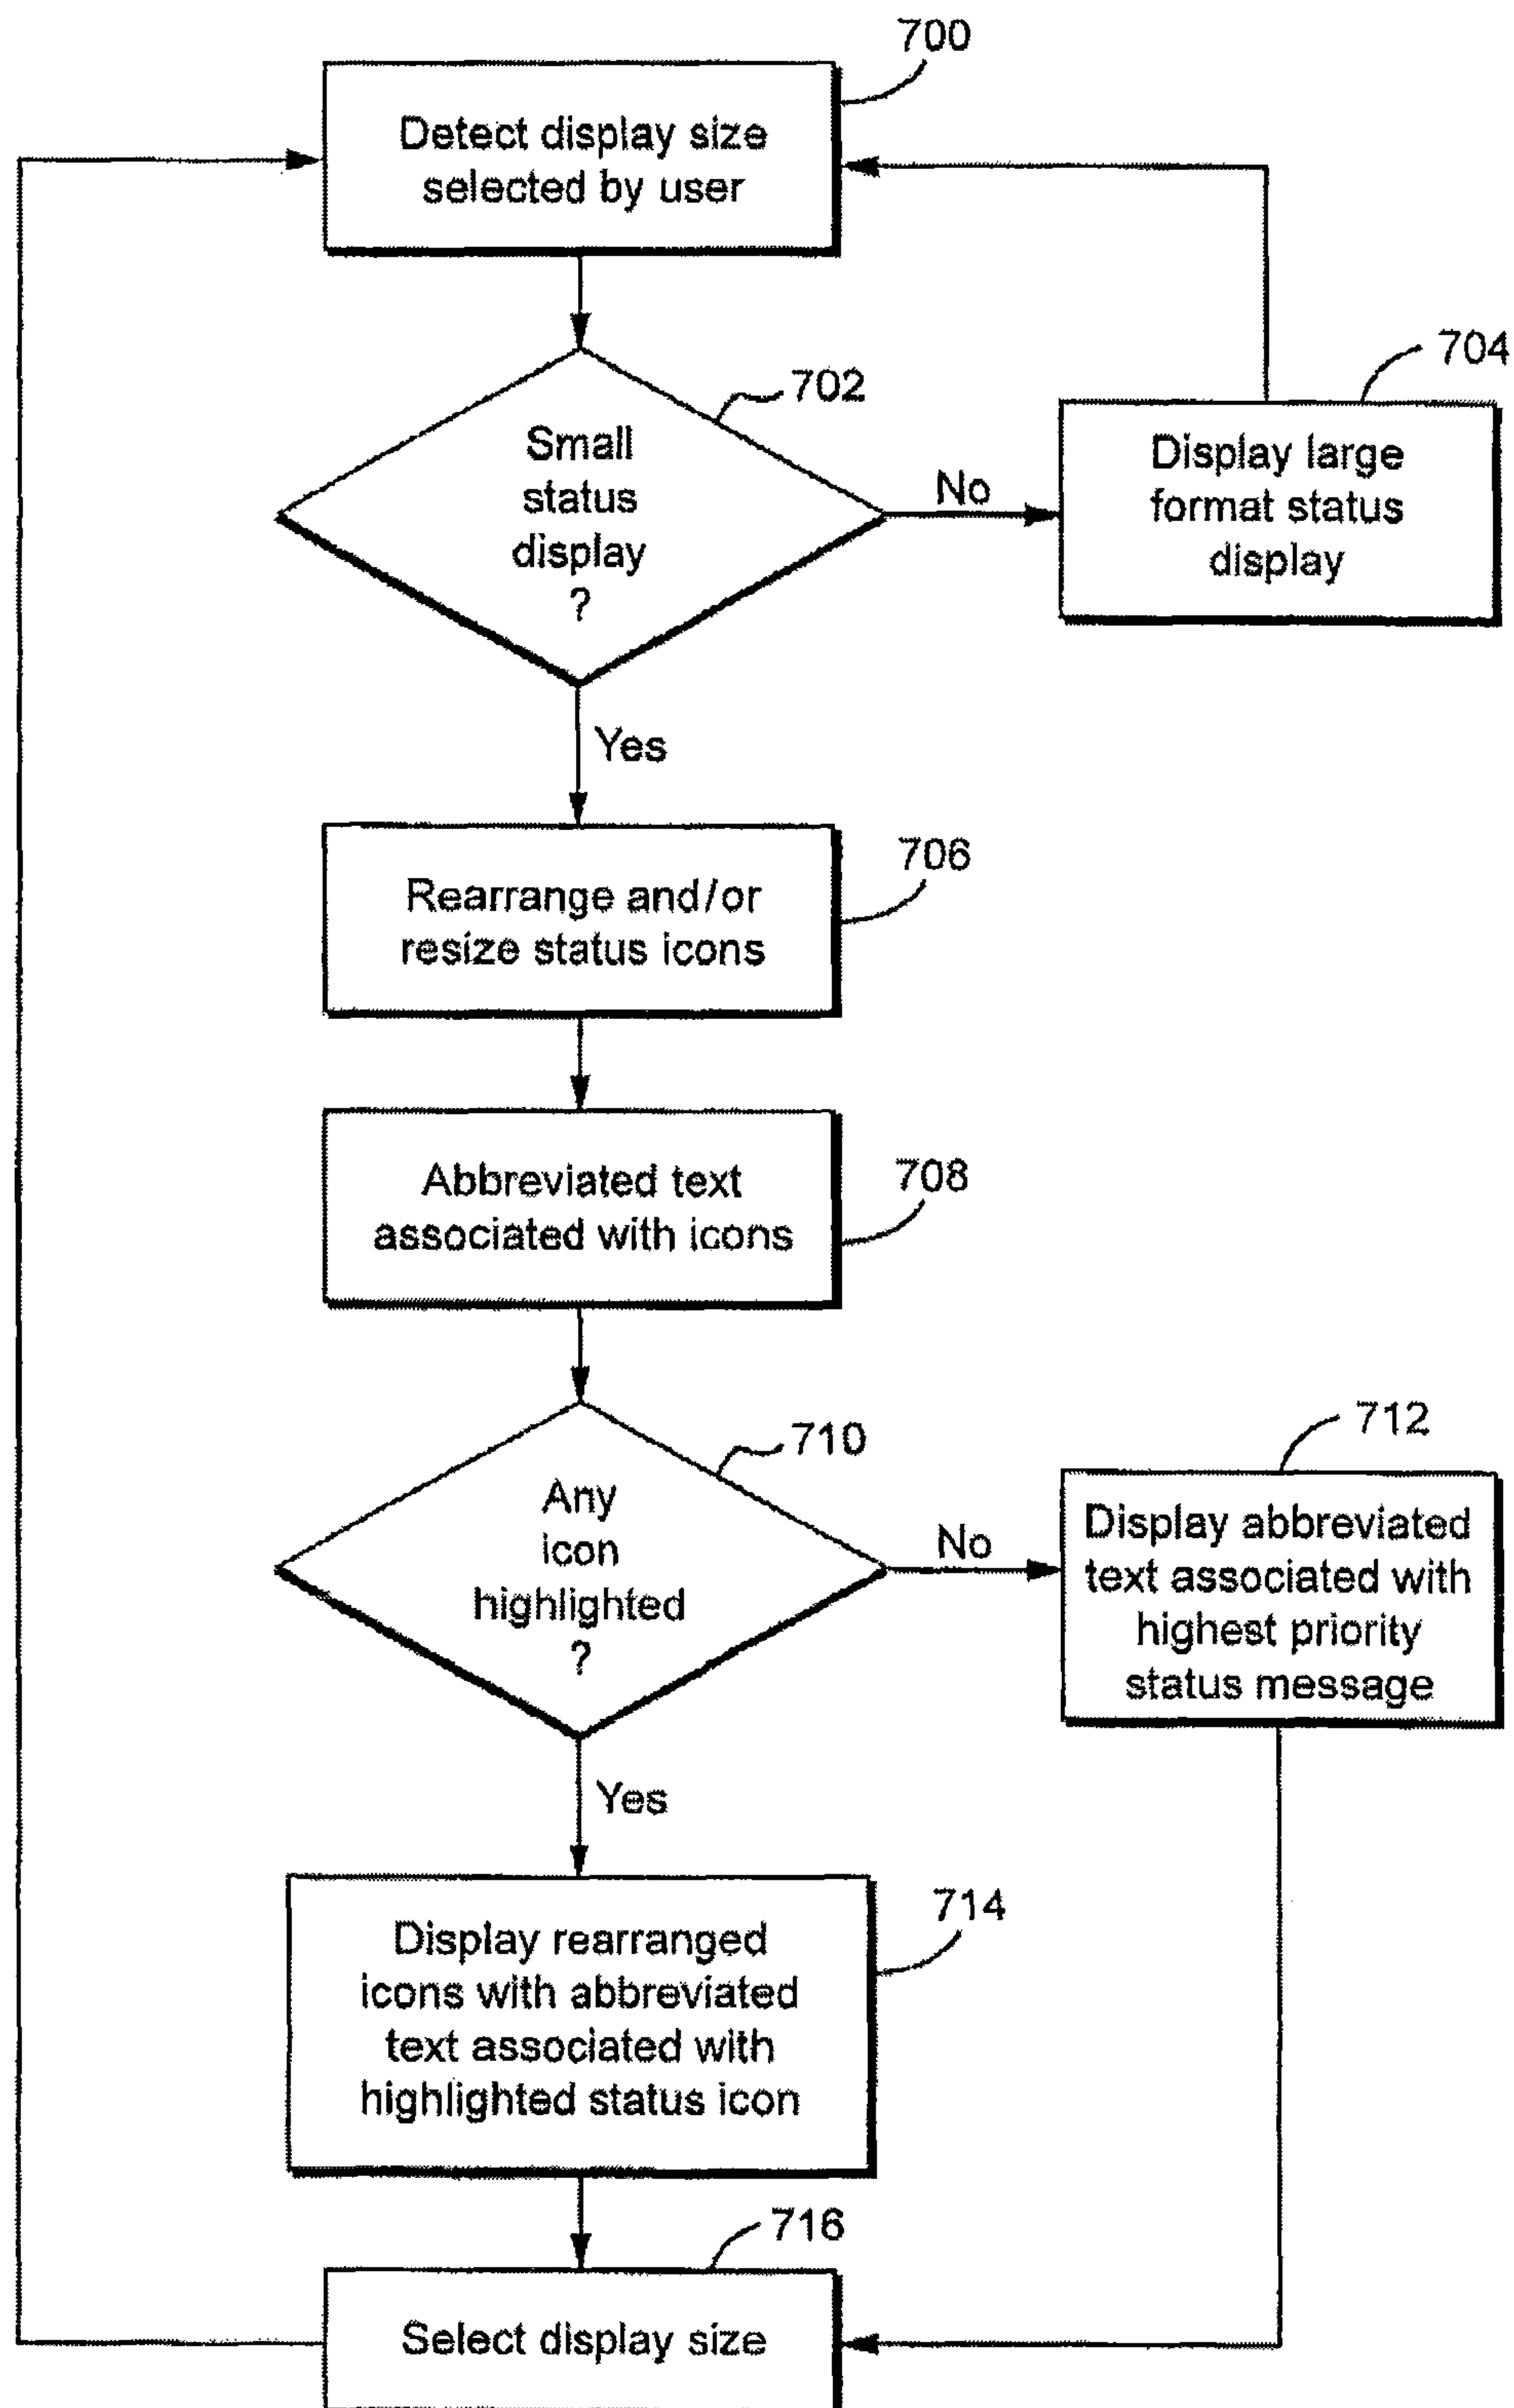 700
Detect display size
selected by user
702
Small
status
display
?
No
704
Display large
format status
display
Yes
706
Rearrange and/or
resize status icons
708
Abbreviated text
associated with icons
710
Any
icon
highlighted
?
No
712
Display abbreviated
text associated with
highest priority
status message
Yes
714
Display rearranged
icons with abbreviated
text associated with
highlighted status icon
716
Select display size